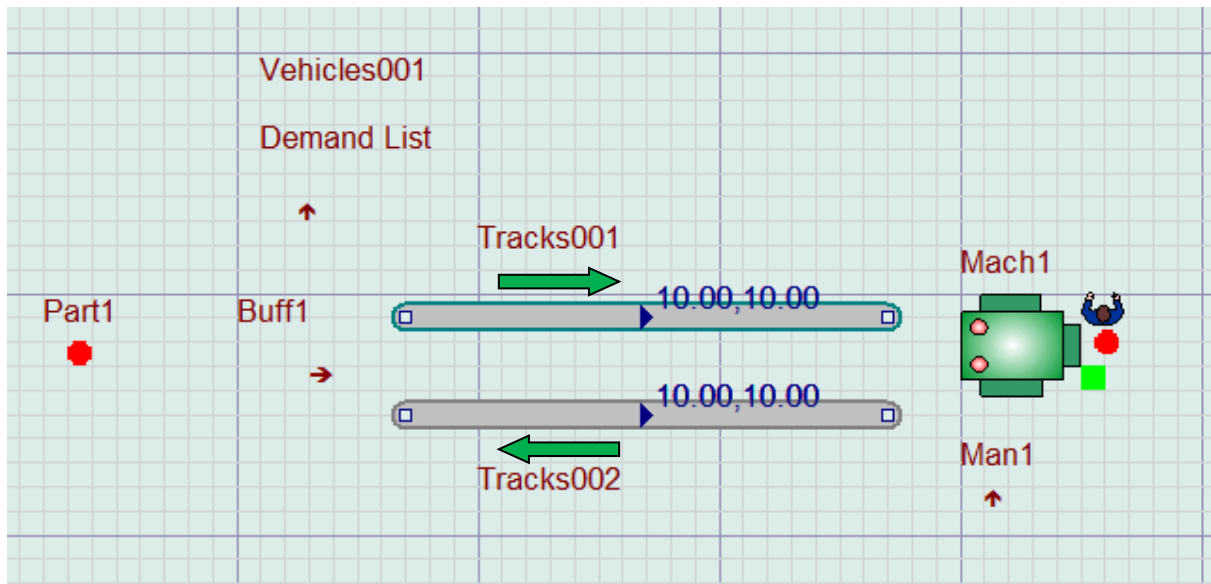 Vehicles001
Demand List
Tracks001
Mach1
10.00,10.00
Part1
Buff1
10.00,10.00
Man1
Tracks002